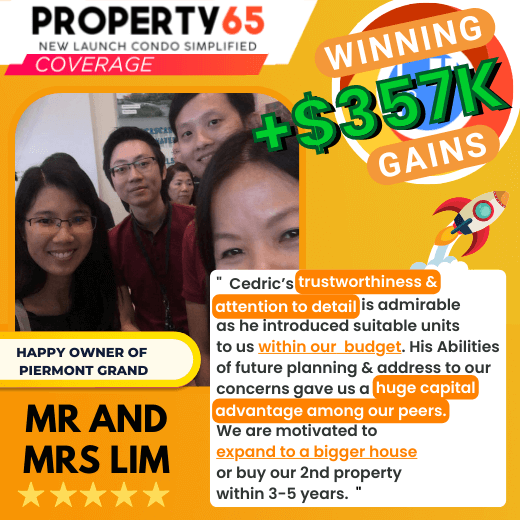 PROPERTY65
NEW LAUNCH CONDO SIMPLIFIED
COVERAGE
WINNING
+$357K
GAINS
HAPPY OWNER OF
PIERMONT GRAND
MR AND
MRS LIM
" Cedric's trustworthiness &
attention to detail is admirable
as he introduced suitable units
to us within our budget. His Abilities
of future planning & address to our
concerns gave us a huge capital
advantage among our peers.
We are motivated to
expand to a bigger house
or buy our 2nd property
within 3-5 years. "